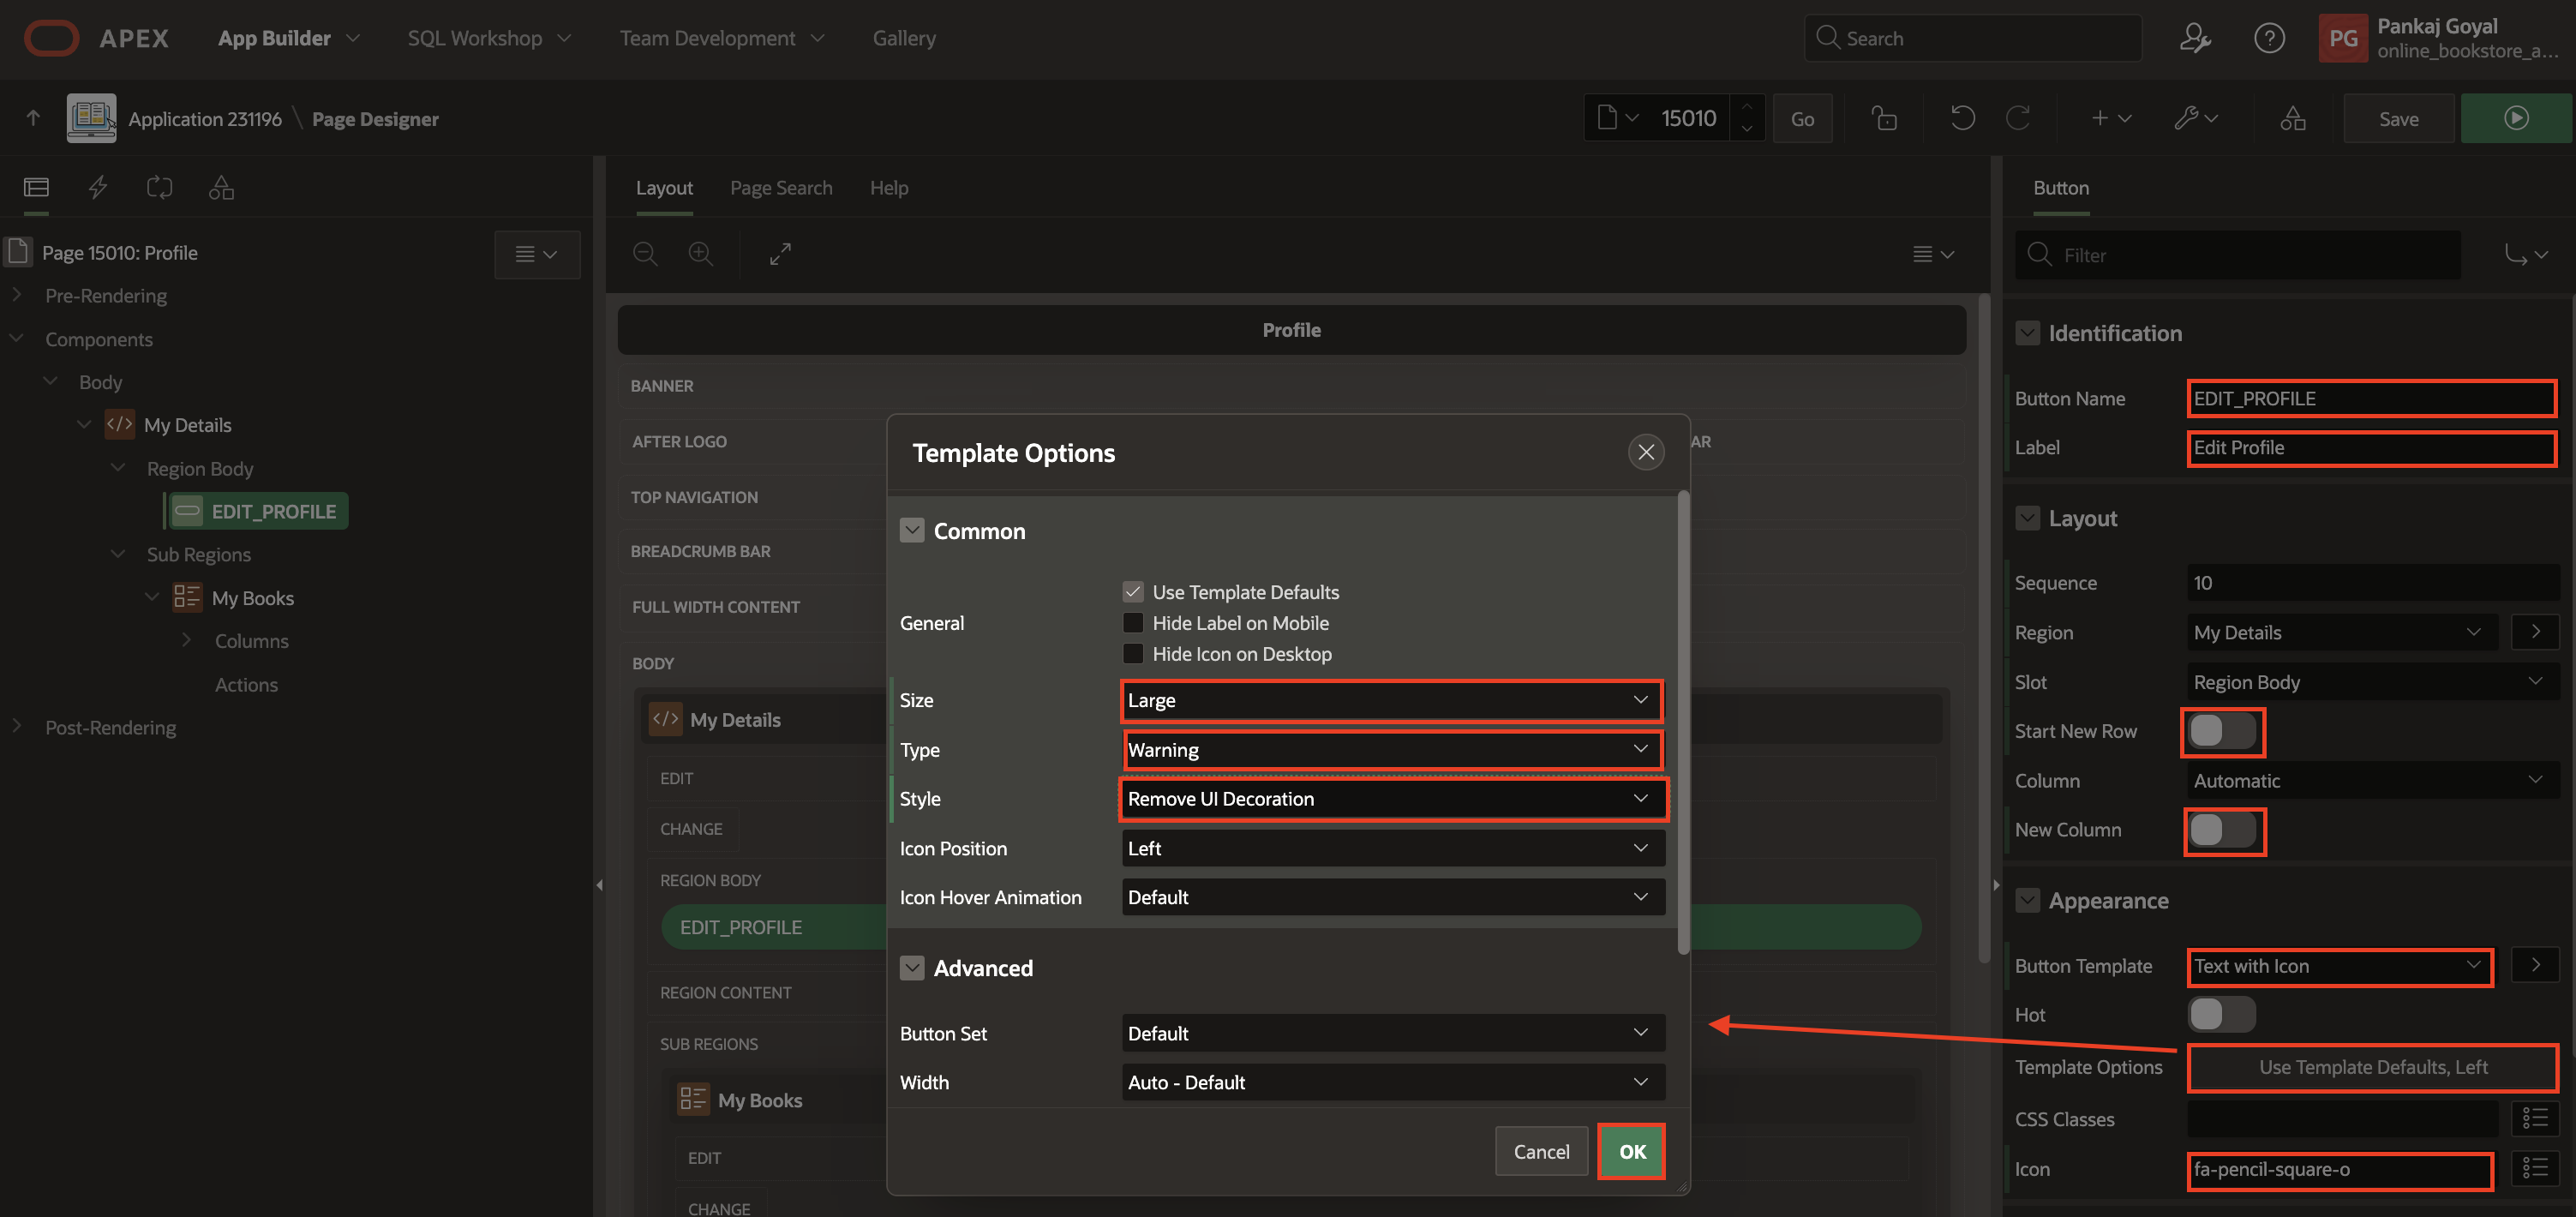 APEX
App Builder
SQL Workshop
Team Development
Gallery
Search
PG
Pankaj Goyal
online_bookstore_a...
Application 231196 \ Page Designer
15010
Go
Save
Page 15010: Profile
Pre-Rendering
Components
Body
My Details
Region Body
EDIT_PROFILE
Sub Regions
My Books
Columns
Actions
Post-Rendering
Layout
Page Search
Help
Profile
BANNER
AFTER LOGO
AR
TOP NAVIGATION
BREADCRUMB BAR
FULL WIDTH CONTENT
BODY
My Details
EDIT
CHANGE
REGION BODY
EDIT_PROFILE
REGION CONTENT
SUB REGIONS
My Books
EDIT
CHANGE
Template Options
Common
General
Use Template Defaults
Hide Label on Mobile
Hide Icon on Desktop
Size Large
Type Warning
Style Remove UI Decoration
Icon Position Left
Icon Hover Animation Default
Advanced
Button Set Default
Width Auto - Default
Cancel
OK
Button
Filter
Identification
Button Name EDIT_PROFILE
Label Edit Profile
Layout
Sequence 10
Region My Details
Slot Region Body
Start New Row
Column Automatic
New Column
Appearance
Button Template Text with Icon
Hot
Template Options Use Template Defaults, Left
CSS Classes
Icon fa-pencil-square-o